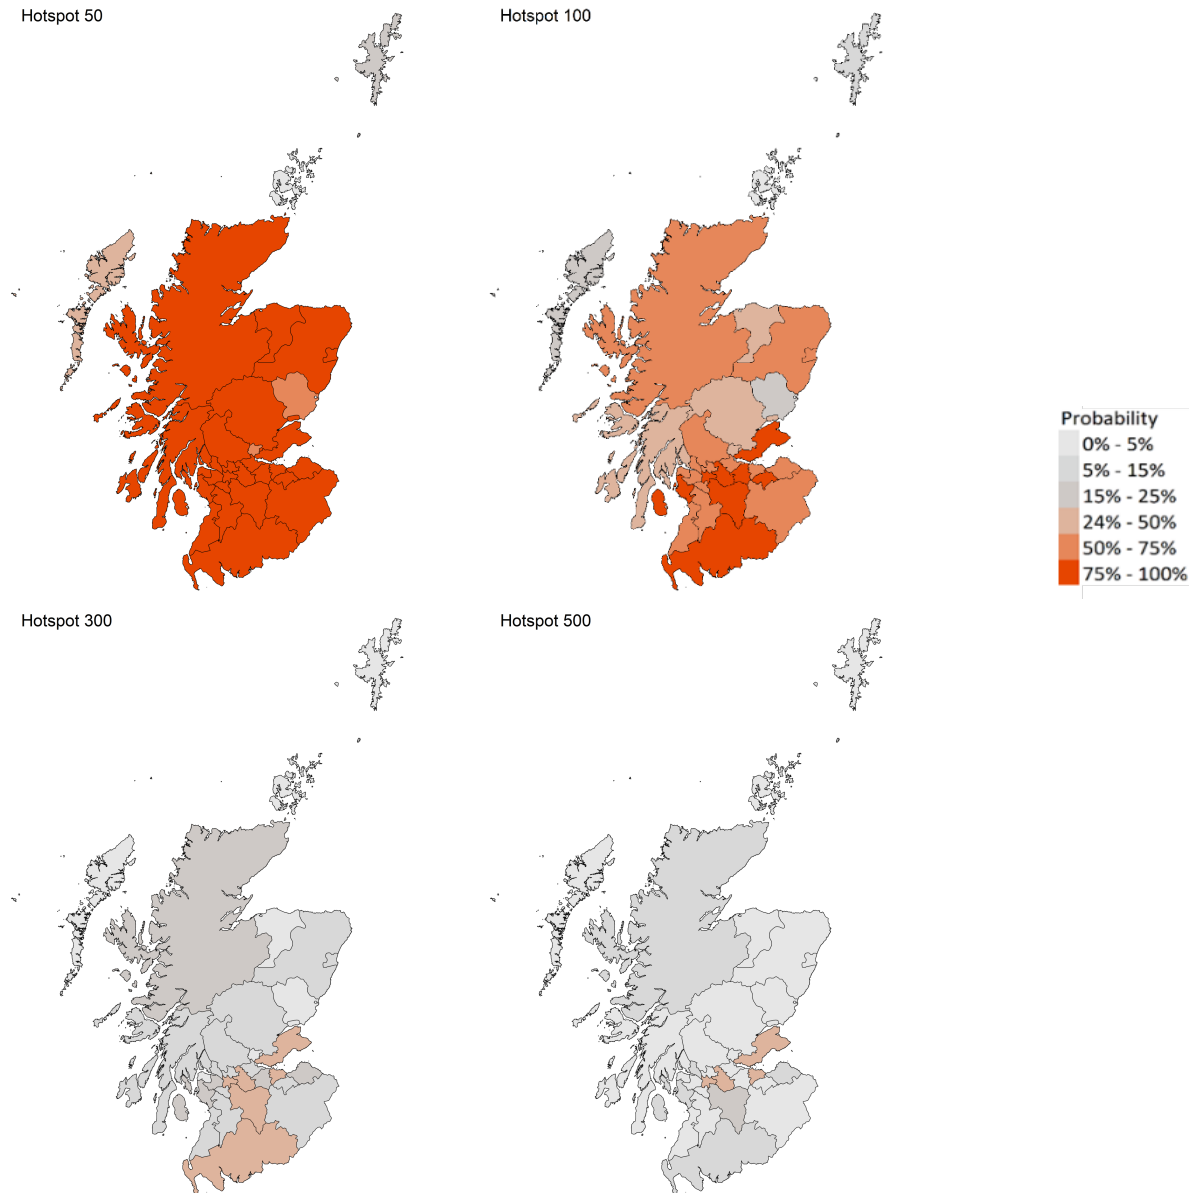 Hotspot 50
Hotspot 100
Probability
0% - 5%
5% - 15%
15% - 25%
24% - 50%
50% - 75%
75% - 100%
Hotspot 300
Hotspot 500